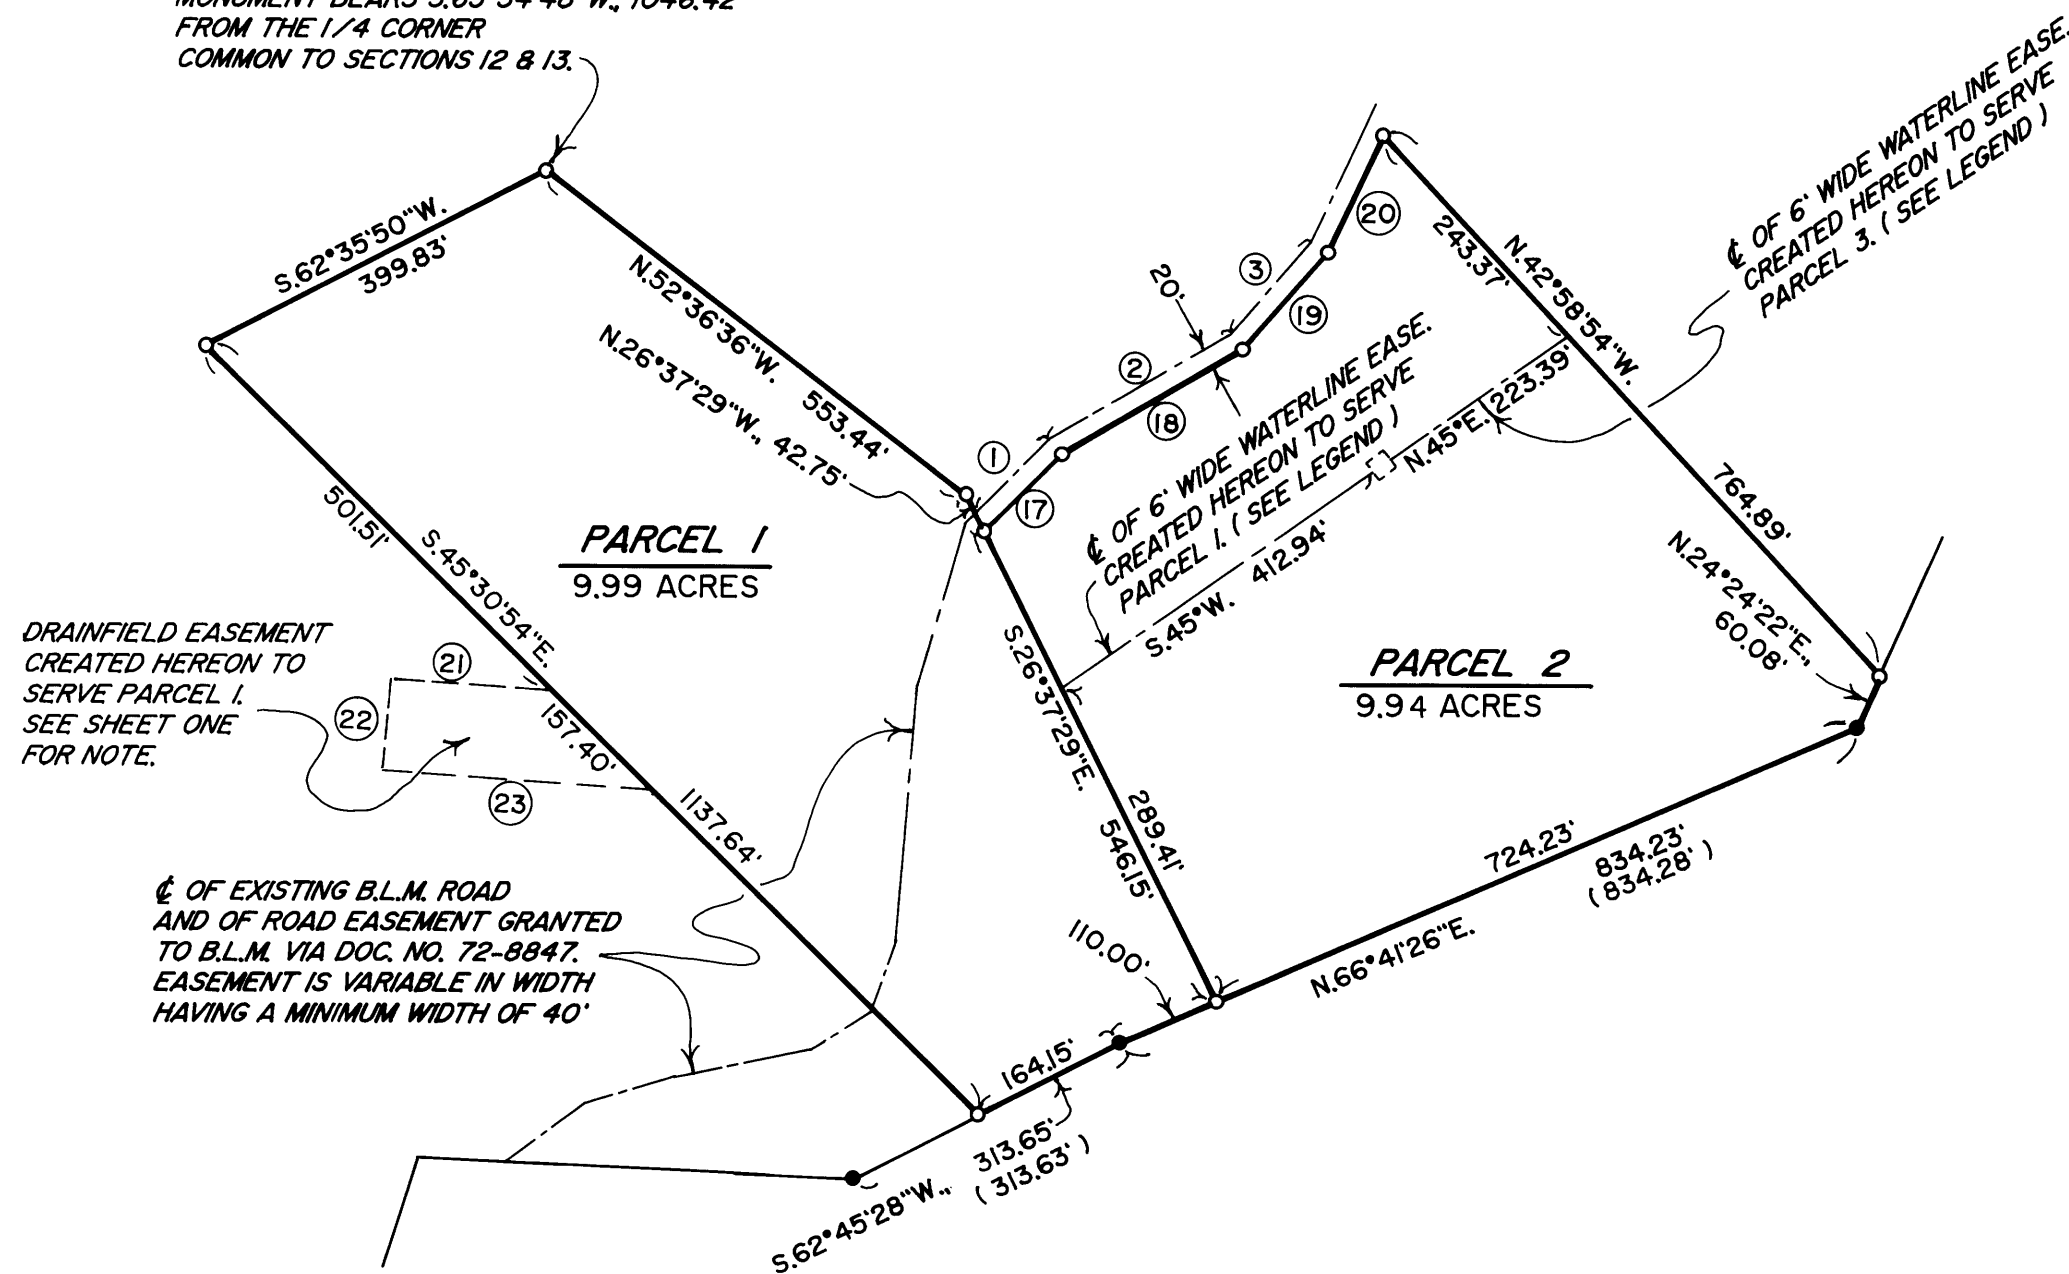 MONUMENT BEARS S.65°54'48"W., 1046.42'
FROM THE 1/4 CORNER
COMMON TO SECTIONS 12 & 13.
S.62°35'50"W.
399.83'
N.52°36'36"W. 553.44'
N.26°37'29"W., 42.75'
PARCEL 1
9.99 ACRES
501.51'
S.45°30'54"E.
157.40'
1137.64'
DRAINFIELD EASEMENT
CREATED HEREON TO
SERVE PARCEL 1.
SEE SHEET ONE
FOR NOTE.
21
22
23
℄ OF EXISTING B.L.M. ROAD
AND OF ROAD EASEMENT GRANTED
TO B.L.M. VIA DOC. NO. 72-8847.
EASEMENT IS VARIABLE IN WIDTH
HAVING A MINIMUM WIDTH OF 40'
1
2
3
17
18
19
20
20'
℄ OF 6' WIDE WATERLINE EASE.
CREATED HEREON TO SERVE
PARCEL 1. ( SEE LEGEND )
S.45°W. 412.94'
N.45°E. 223.39'
℄ OF 6' WIDE WATERLINE EASE.
CREATED HEREON TO SERVE
PARCEL 3. ( SEE LEGEND )
243.37'
N.42°58'54"W.
764.89'
N.24°24'22"E.,
60.08'
PARCEL 2
9.94 ACRES
S.26°37'29"E.
289.41'
546.15'
110.00'
724.23'
834.23'
( 834.28' )
N.66°41'26"E.
164.15'
S.62°45'28"W., 313.65'
( 313.63' )